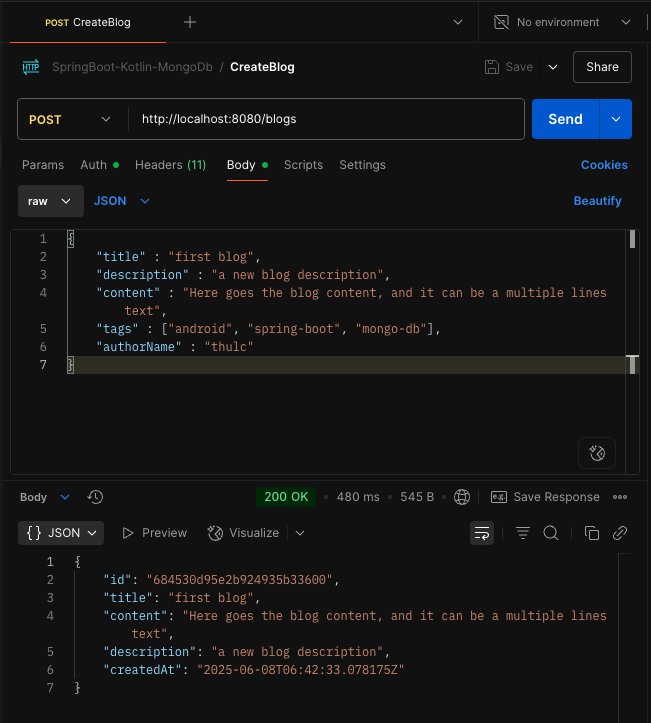 POST CreateBlog No environment
HTTP SpringBoot-Kotlin-MongoDb / CreateBlog Save Share
POST http://localhost:8080/blogs Send
Params Auth Headers (11) Body Scripts Settings Cookies
raw JSON Beautify
1 {
2 "title" : "first blog",
3 "description" : "a new blog description",
4 "content" : "Here goes the blog content, and it can be a multiple lines
text",
5 "tags" : ["android", "spring-boot", "mongo-db"],
6 "authorName" : "thulc"
7 }
Body 200 OK • 480 ms • 545 B • e.g. Save Response
{} JSON Preview Visualize
1 {
2 "id": "684530d95e2b924935b33600",
3 "title": "first blog",
4 "content": "Here goes the blog content, and it can be a multiple lines
text",
5 "description": "a new blog description",
6 "createdAt": "2025-06-08T06:42:33.078175Z"
7 }